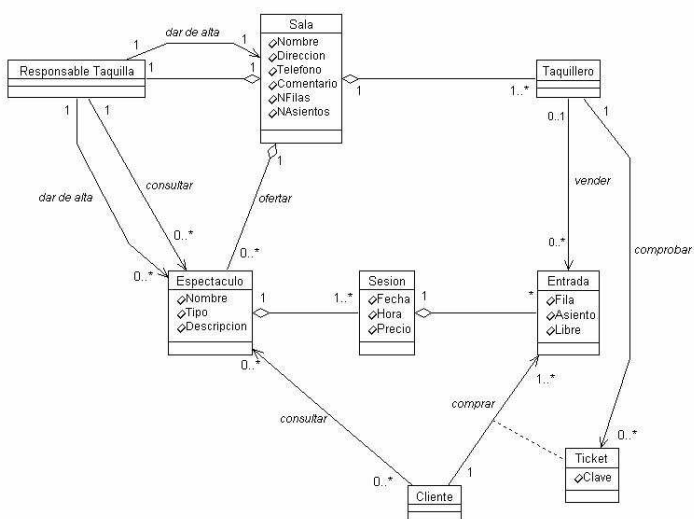 dar de alta
1
1
Sala
Nombre
Direccion
Telefono
Comentario
NFilas
NAsientos
Responsable Taquilla
1
1
1
1..*
Taquillero
1
1
1
0..1
1
dar de alta
consultar
ofertar
vender
comprobar
0..*
0..*
0..*
0..*
Espectaculo
Nombre
Tipo
Descripcion
1
1..*
Sesion
Fecha
Hora
Precio
1
*
Entrada
Fila
Asiento
Libre
0..*
consultar
comprar
1..*
0..*
1
0..*
Ticket
Clave
Cliente